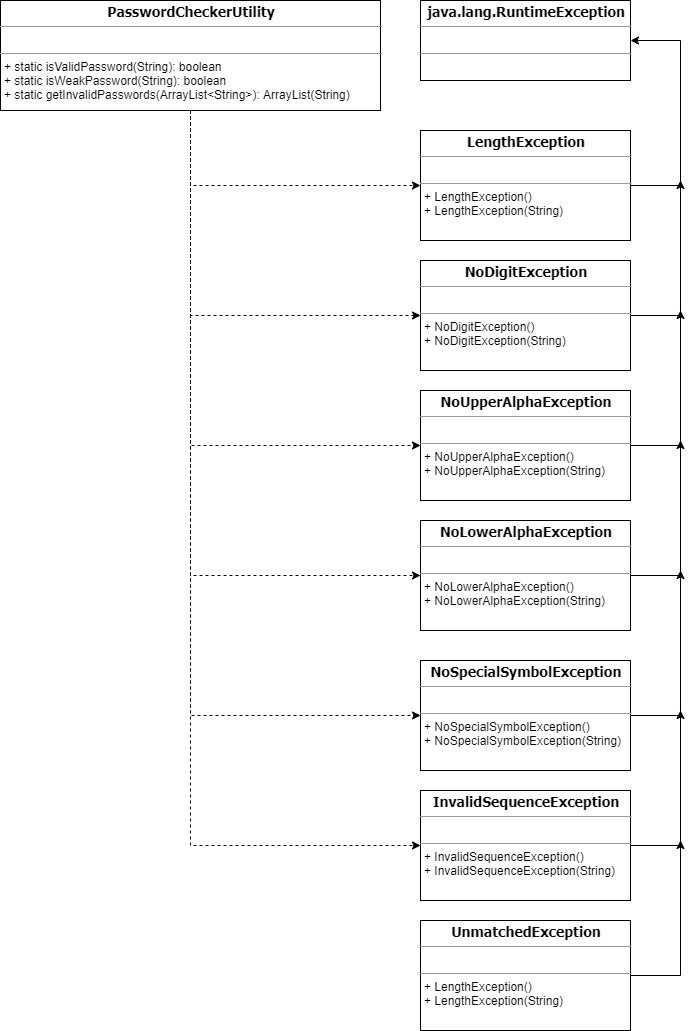 PasswordCheckerUtility
+ static isValidPassword(String): boolean
+ static isWeakPassword(String): boolean
+ static getInvalidPasswords(ArrayList<String>): ArrayList(String)
java.lang.RuntimeException
LengthException
+ LengthException()
+ LengthException(String)
NoDigitException
+ NoDigitException()
+ NoDigitException(String)
NoUpperAlphaException
+ NoUpperAlphaException()
+ NoUpperAlphaException(String)
NoLowerAlphaException
+ NoLowerAlphaException()
+ NoLowerAlphaException(String)
NoSpecialSymbolException
+ NoSpecialSymbolException()
+ NoSpecialSymbolException(String)
InvalidSequenceException
+ InvalidSequenceException()
+ InvalidSequenceException(String)
UnmatchedException
+ LengthException()
+ LengthException(String)